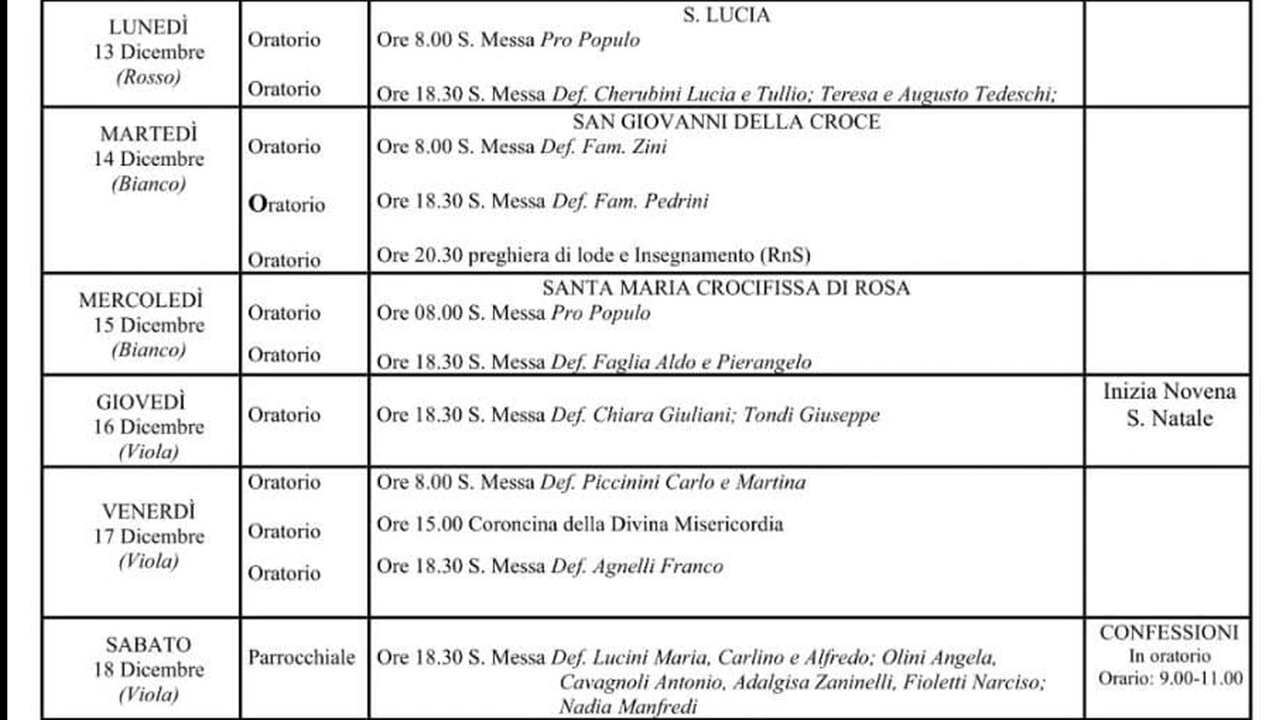 LUNEDÌ
13 Dicembre
(Rosso)
Oratorio
Oratorio
S. LUCIA
Ore 8.00 S. Messa Pro Populo
Ore 18.30 S. Messa Def. Cherubini Lucia e Tullio; Teresa e Augusto Tedeschi;
MARTEDÌ
14 Dicembre
(Bianco)
Oratorio
Oratorio
Oratorio
SAN GIOVANNI DELLA CROCE
Ore 8.00 S. Messa Def. Fam. Zini
Ore 18.30 S. Messa Def. Fam. Pedrini
Ore 20.30 preghiera di lode e Insegnamento (RnS)
MERCOLEDÌ
15 Dicembre
(Bianco)
Oratorio
Oratorio
SANTA MARIA CROCIFISSA DI ROSA
Ore 08.00 S. Messa Pro Populo
Ore 18.30 S. Messa Def. Faglia Aldo e Pierangelo
GIOVEDÌ
16 Dicembre
(Viola)
Oratorio
Ore 18.30 S. Messa Def. Chiara Giuliani; Tondi Giuseppe
Inizia Novena
S. Natale
VENERDÌ
17 Dicembre
(Viola)
Oratorio
Oratorio
Oratorio
Ore 8.00 S. Messa Def. Piccinini Carlo e Martina
Ore 15.00 Coroncina della Divina Misericordia
Ore 18.30 S. Messa Def. Agnelli Franco
SABATO
18 Dicembre
(Viola)
Parrocchiale
Ore 18.30 S. Messa Def. Lucini Maria, Carlino e Alfredo; Olini Angela,
Cavagnoli Antonio, Adalgisa Zaninelli, Fioletti Narciso;
Nadia Manfredi
CONFESSIONI
In oratorio
Orario: 9.00-11.00